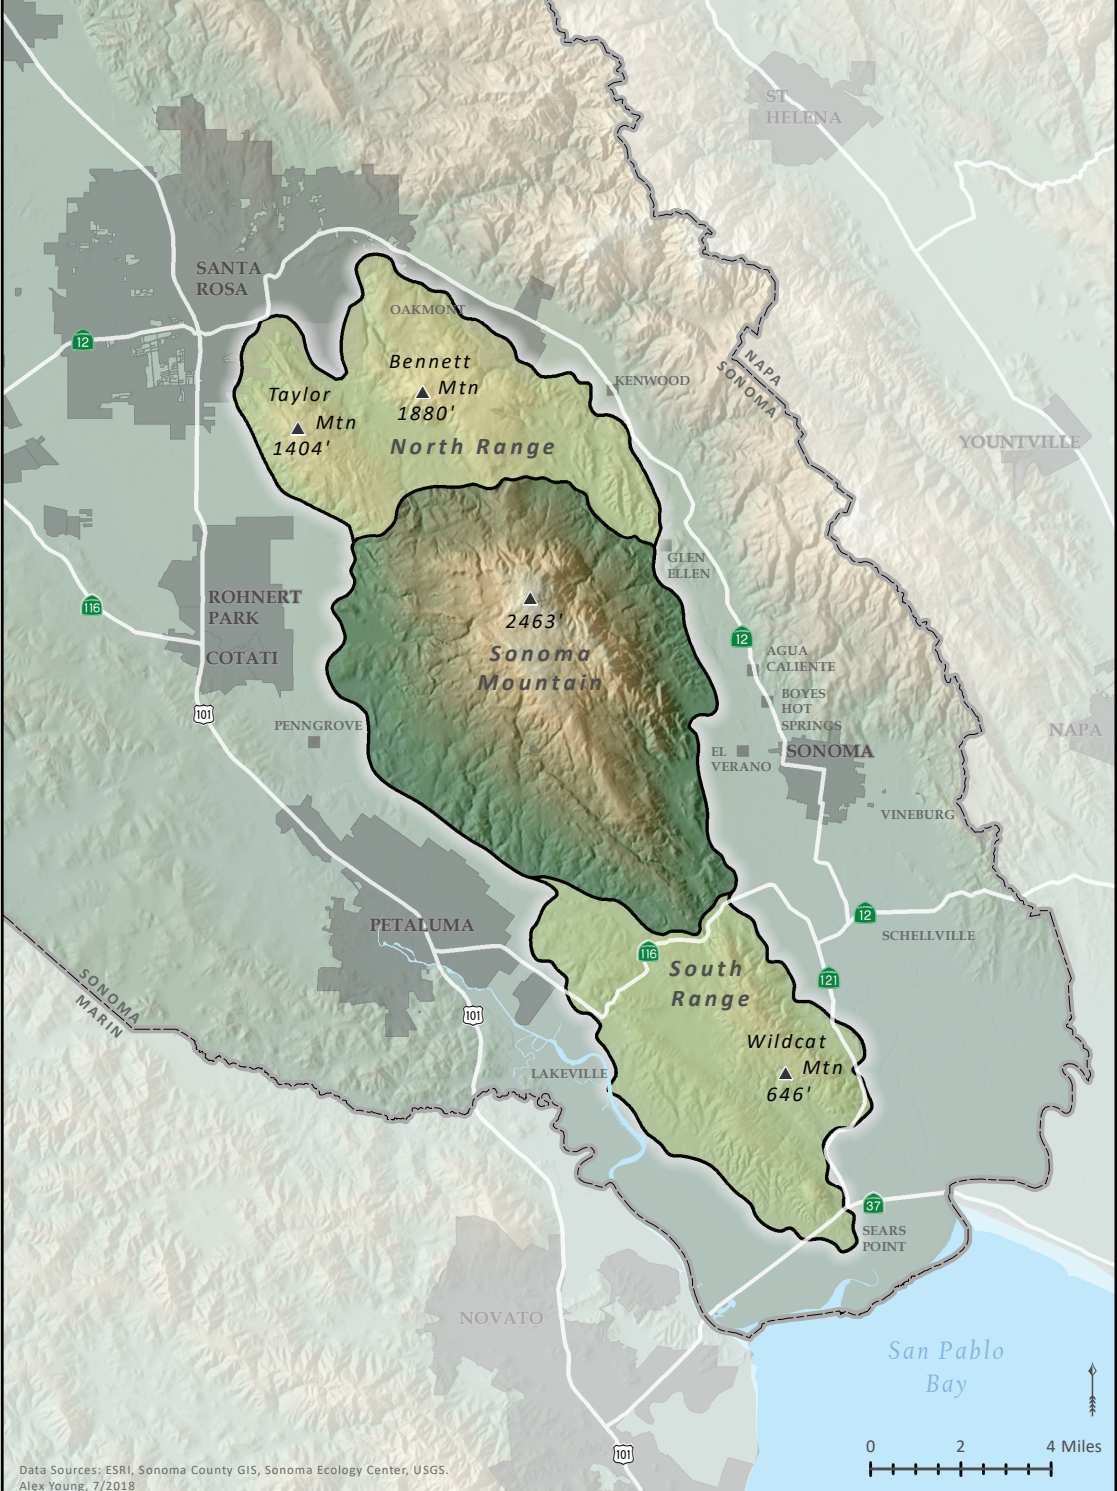 ST
HELENA
SANTA
ROSA
OAKMONT
12
Bennett
Mtn
1880'
KENWOOD
NAPA
SONOMA
Taylor
Mtn
1404'
North Range
YOUNTVILLE
GLEN
ELLEN
116
ROHNERT
PARK
COTATI
2463'
Sonoma
Mountain
12
AGUA
CALIENTE
BOYES
HOT
SPRINGS
101
PENNGROVE
EL
VERANO
SONOMA
NAPA
VINEBURG
PETALUMA
12
SCHELLVILLE
116
South
Range
121
SONOMA
MARIN
101
Wildcat
Mtn
646'
LAKEVILLE
37
SEARS
POINT
NOVATO
San Pablo
Bay
101
0 2 4 Miles
Data Sources: ESRI, Sonoma County GIS, Sonoma Ecology Center, USGS.
Alex Young, 7/2018